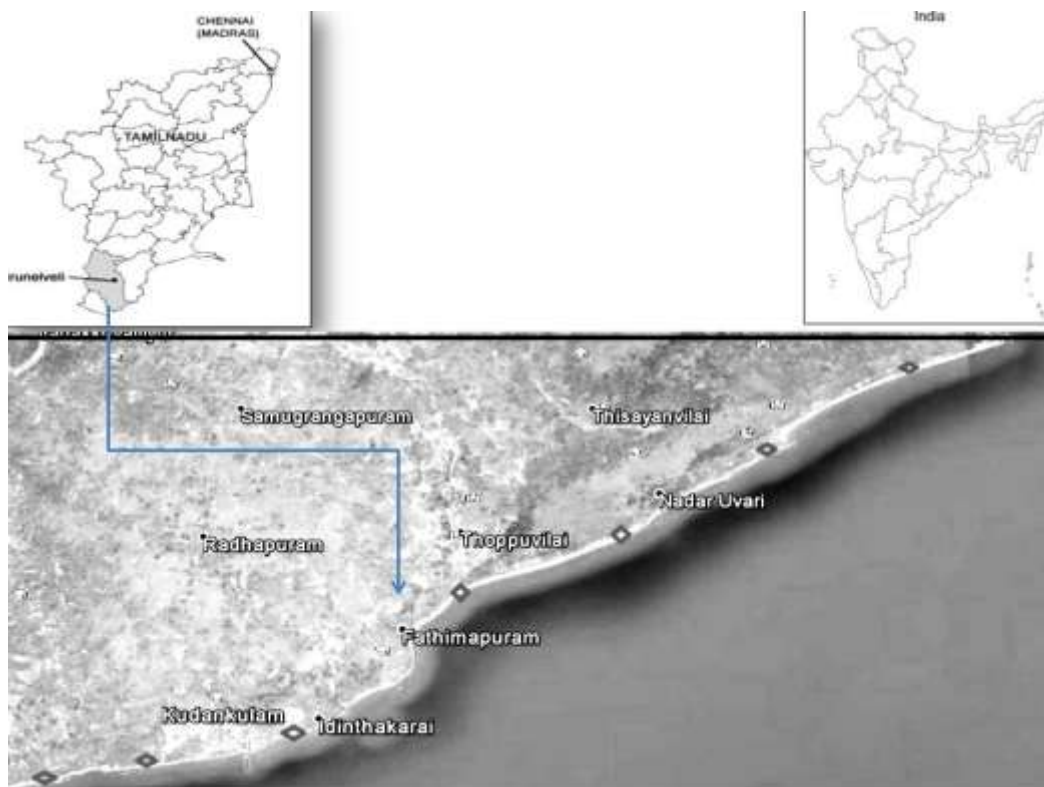 CHENNAI
(MADRAS)
TAMILNADU
runelveli
India
Samugrangapuram
Thisayanvilai
Nadar Uvari
Radhapuram
Thoppuvilai
Fathimapuram
Kudankulam
Idinthakarai